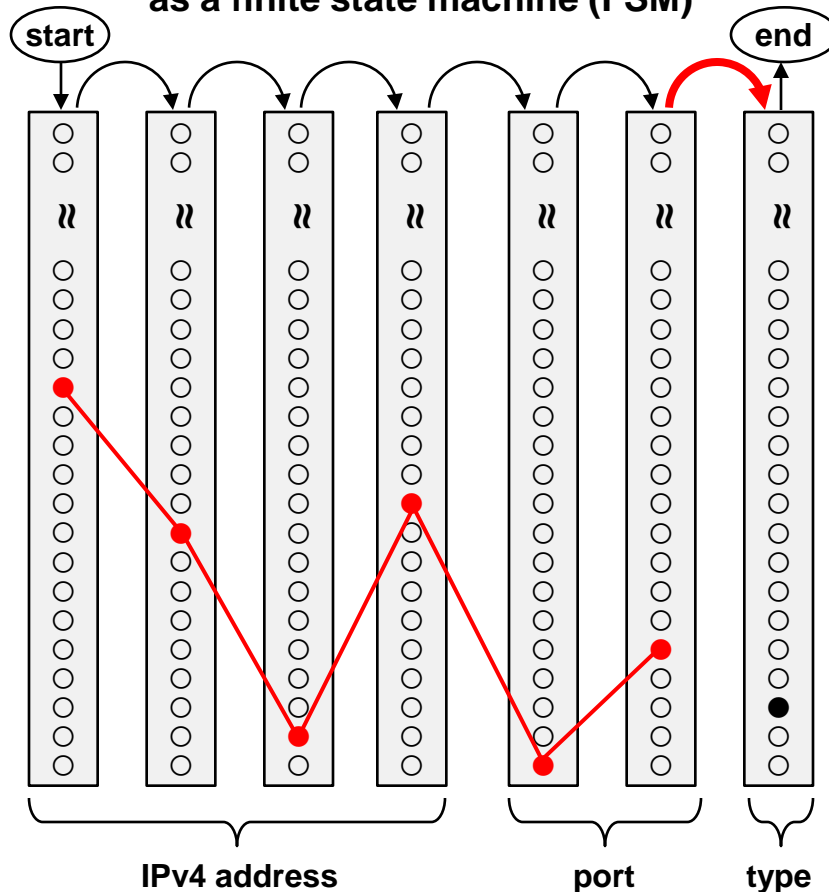 as a finite state machine (FSM)
start
end
≈ ≈ ≈ ≈ ≈ ≈ ≈
IPv4 address
port
type